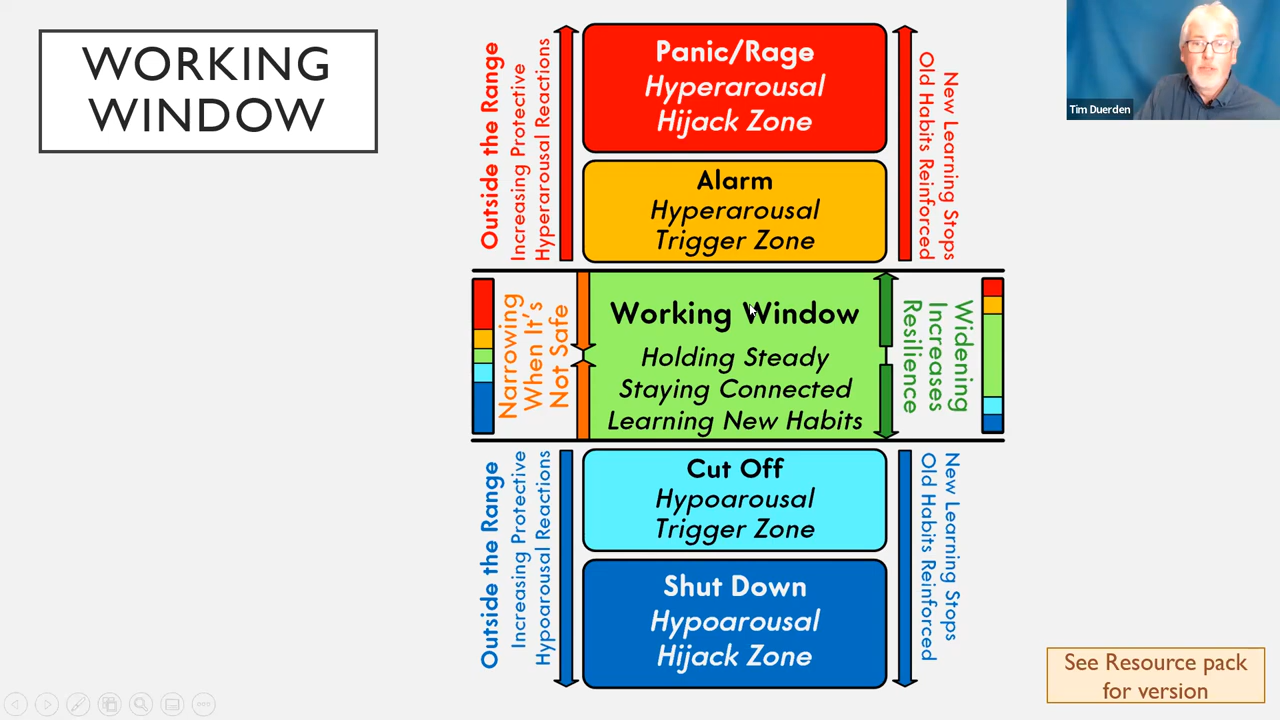 WORKING
WINDOW
Outside the Range
Increasing Protective
Hyperarousal Reactions
Panic/Rage
Hyperarousal
Hijack Zone
Alarm
Hyperarousal
Trigger Zone
New Learning Stops
Old Habits Reinforced
Tim Duerden
Narrowing
When It's
Not Safe
Working Window
Holding Steady
Staying Connected
Learning New Habits
Widening
Increases
Resilience
Outside the Range
Increasing Protective
Hypoarousal Reactions
Cut Off
Hypoarousal
Trigger Zone
Shut Down
Hypoarousal
Hijack Zone
New Learning Stops
Old Habits Reinforced
See Resource pack
for version